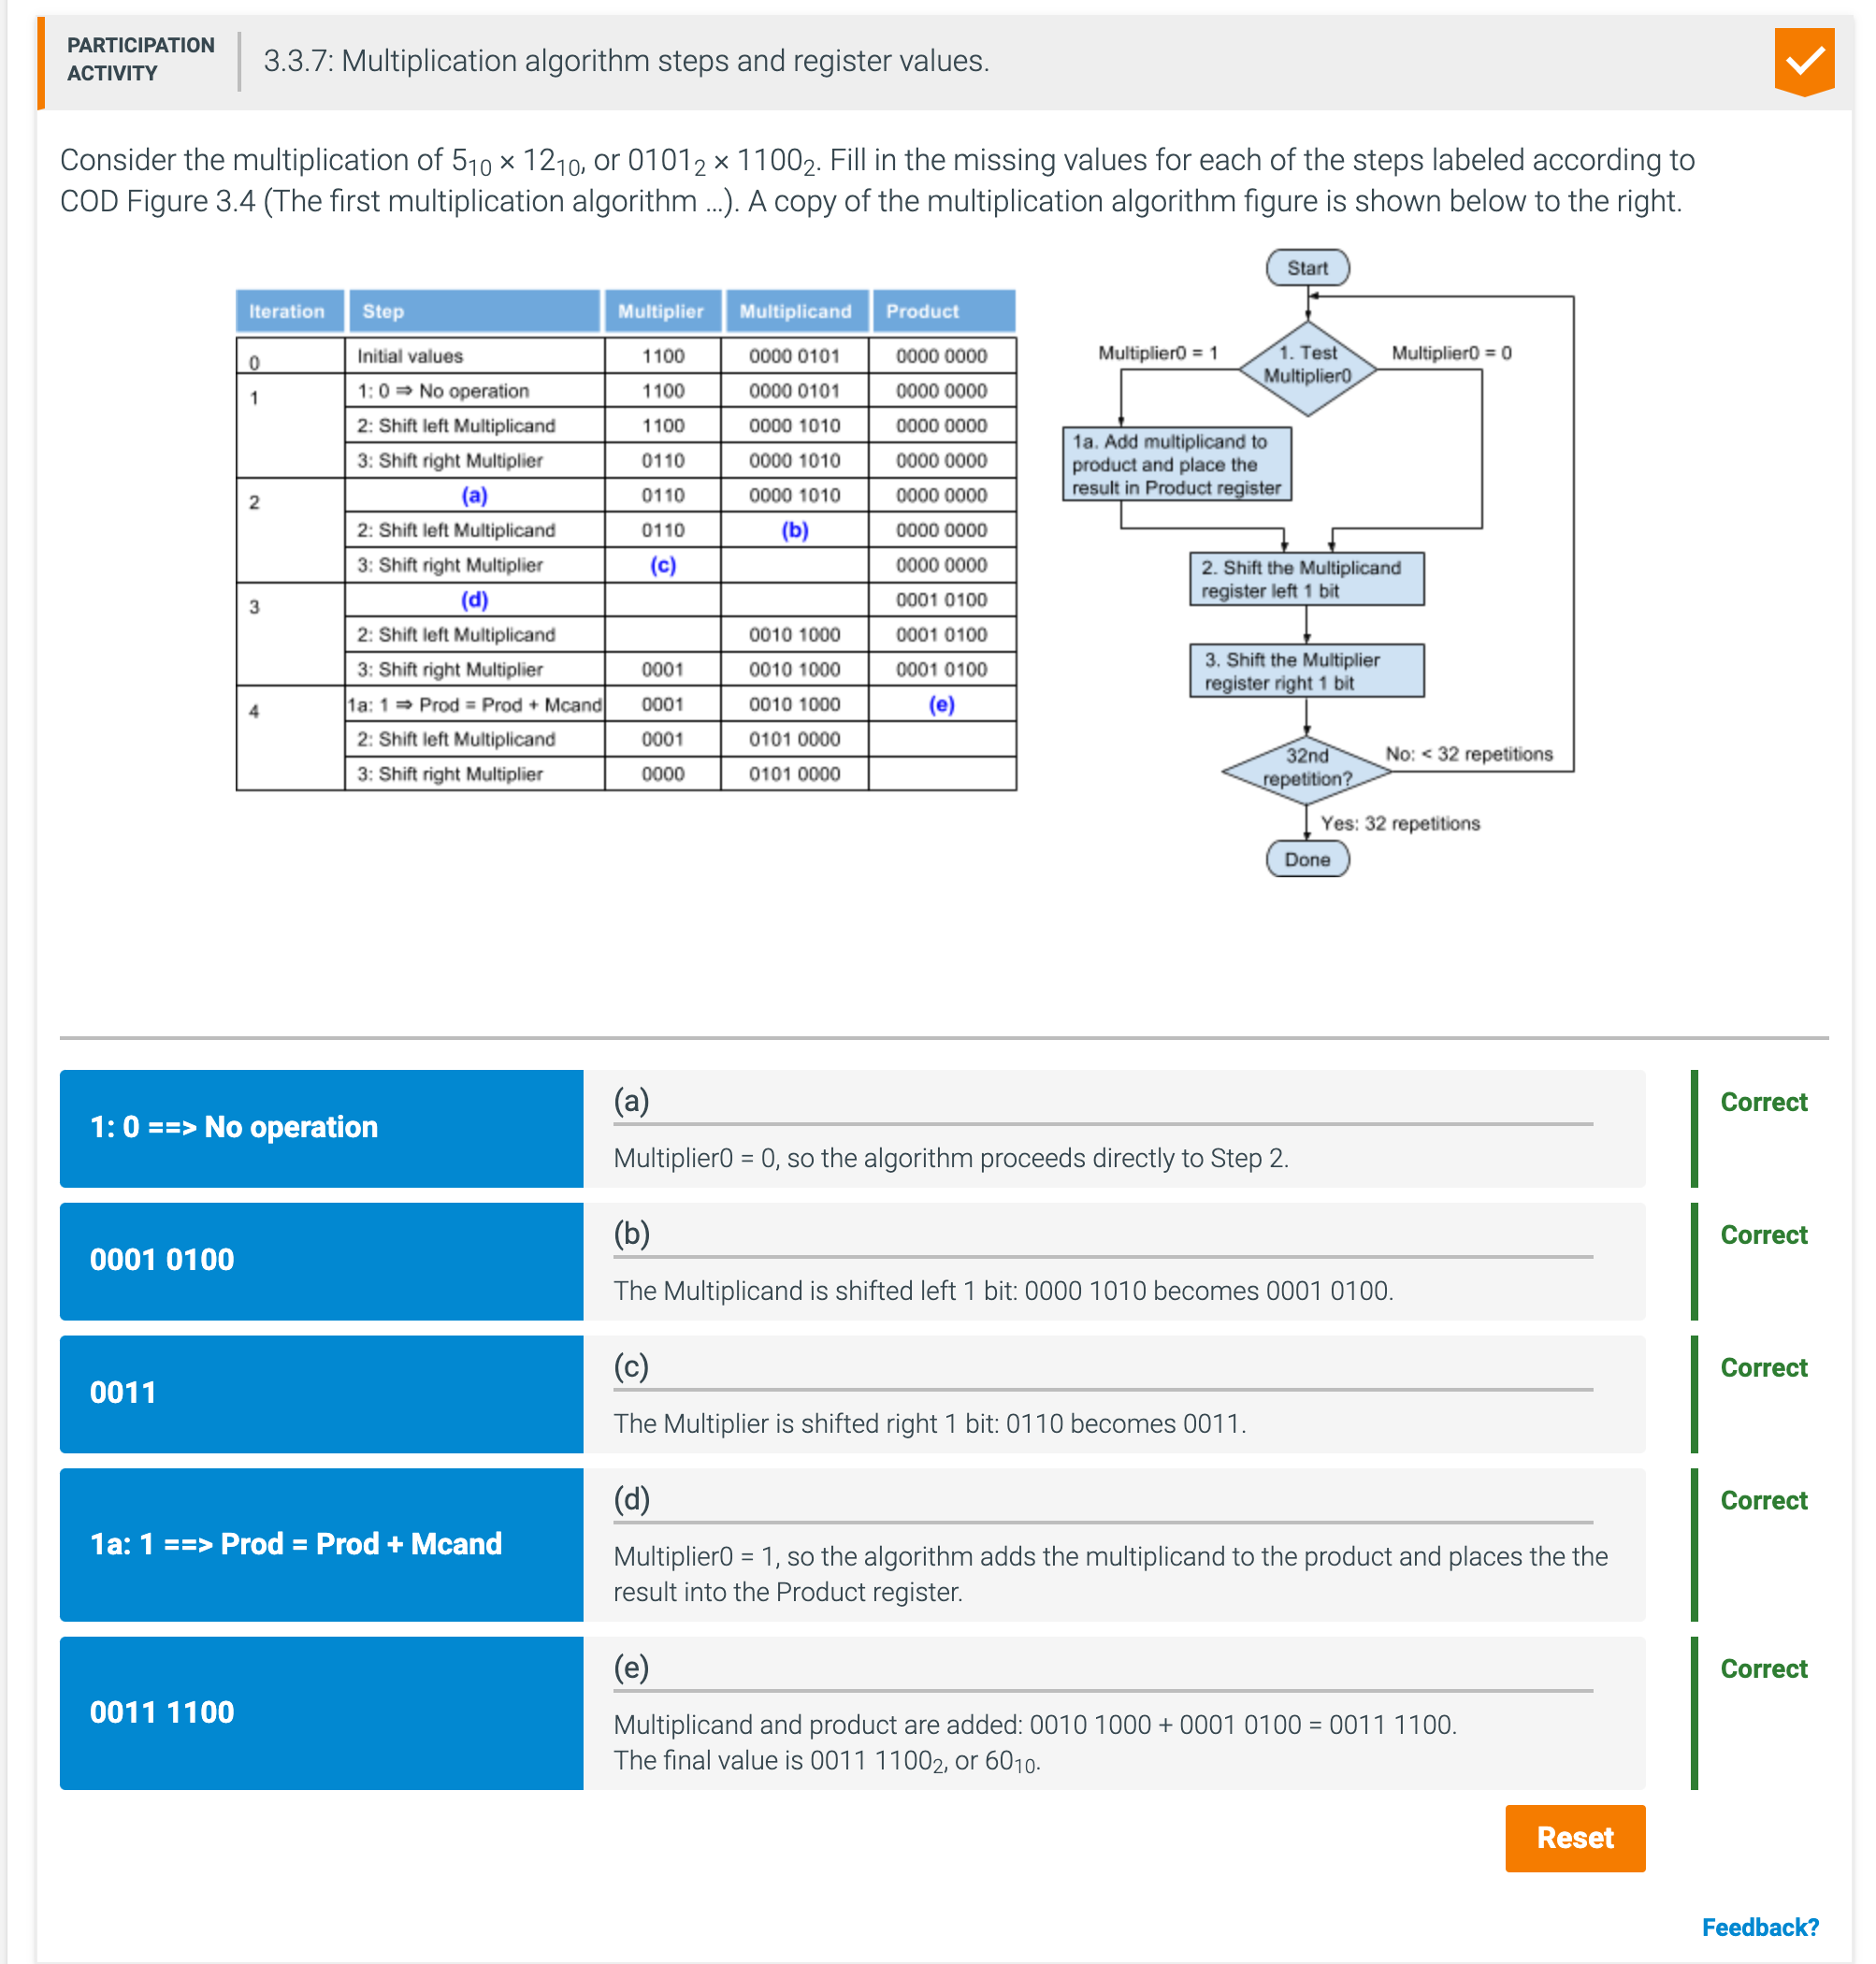 PARTICIPATION
ACTIVITY
3.3.7: Multiplication algorithm steps and register values.
Consider the multiplication of 5₁₀ × 12₁₀, or 0101₂ × 1100₂. Fill in the missing values for each of the steps labeled according to
COD Figure 3.4 (The first multiplication algorithm ...). A copy of the multiplication algorithm figure is shown below to the right.
Iteration Step Multiplier Multiplicand Product
0 Initial values 1100 0000 0101 0000 0000
1 1: 0 ⇒ No operation 1100 0000 0101 0000 0000
2: Shift left Multiplicand 1100 0000 1010 0000 0000
3: Shift right Multiplier 0110 0000 1010 0000 0000
2 (a) 0110 0000 1010 0000 0000
2: Shift left Multiplicand 0110 (b) 0000 0000
3: Shift right Multiplier (c) 0000 0000
3 (d) 0001 0100
2: Shift left Multiplicand 0010 1000 0001 0100
3: Shift right Multiplier 0001 0010 1000 0001 0100
4 1a: 1 ⇒ Prod = Prod + Mcand 0001 0010 1000 (e)
2: Shift left Multiplicand 0001 0101 0000
3: Shift right Multiplier 0000 0101 0000
Start
Multiplier0 = 1
1. Test
Multiplier0
Multiplier0 = 0
1a. Add multiplicand to
product and place the
result in Product register
2. Shift the Multiplicand
register left 1 bit
3. Shift the Multiplier
register right 1 bit
32nd
repetition?
No: < 32 repetitions
Yes: 32 repetitions
Done
1: 0 ==> No operation
(a)
Multiplier0 = 0, so the algorithm proceeds directly to Step 2.
Correct
0001 0100
(b)
The Multiplicand is shifted left 1 bit: 0000 1010 becomes 0001 0100.
Correct
0011
(c)
The Multiplier is shifted right 1 bit: 0110 becomes 0011.
Correct
1a: 1 ==> Prod = Prod + Mcand
(d)
Multiplier0 = 1, so the algorithm adds the multiplicand to the product and places the the
result into the Product register.
Correct
0011 1100
(e)
Multiplicand and product are added: 0010 1000 + 0001 0100 = 0011 1100.
The final value is 0011 1100₂, or 60₁₀.
Correct
Reset
Feedback?